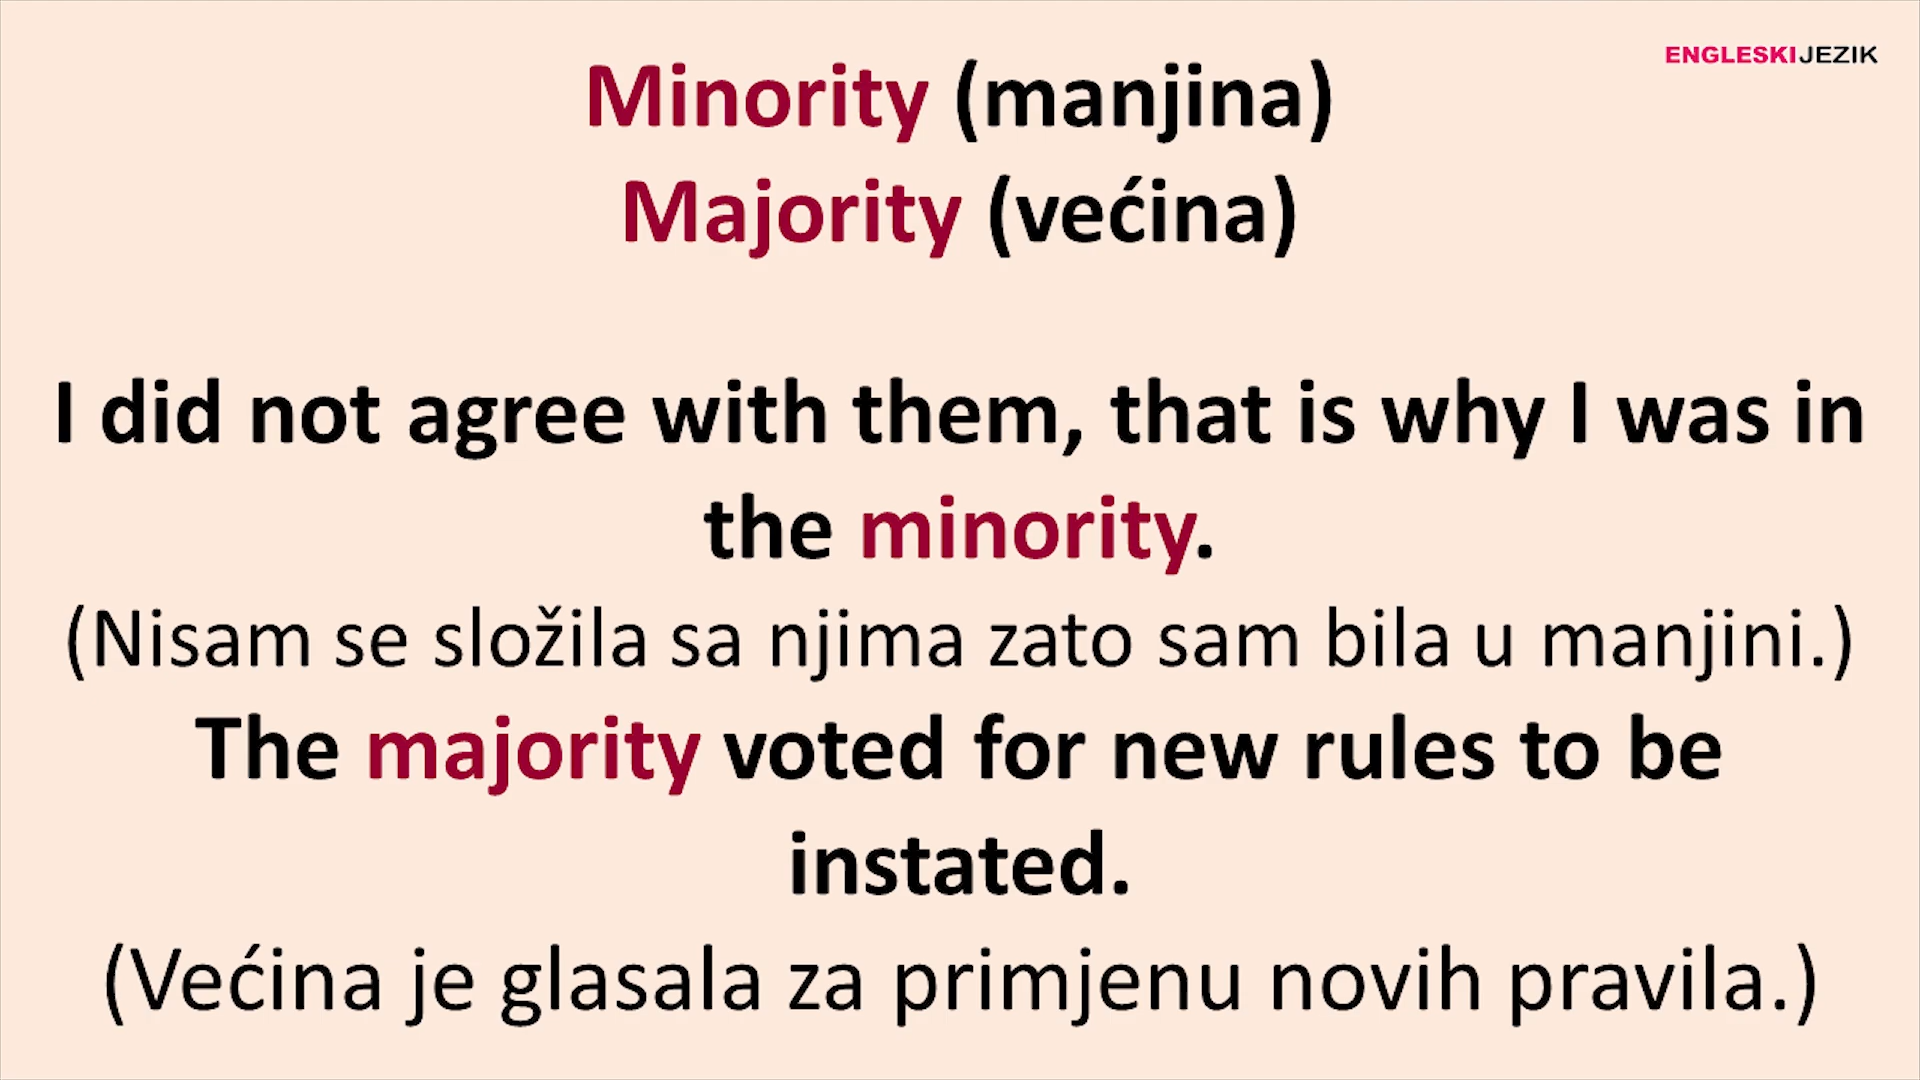 ENGLESKIJEZIK
Minority (manjina)
Majority (većina)
I did not agree with them, that is why I was in
the minority.
(Nisam se složila sa njima zato sam bila u manjini.)
The majority voted for new rules to be
instated.
(Većina je glasala za primjenu novih pravila.)